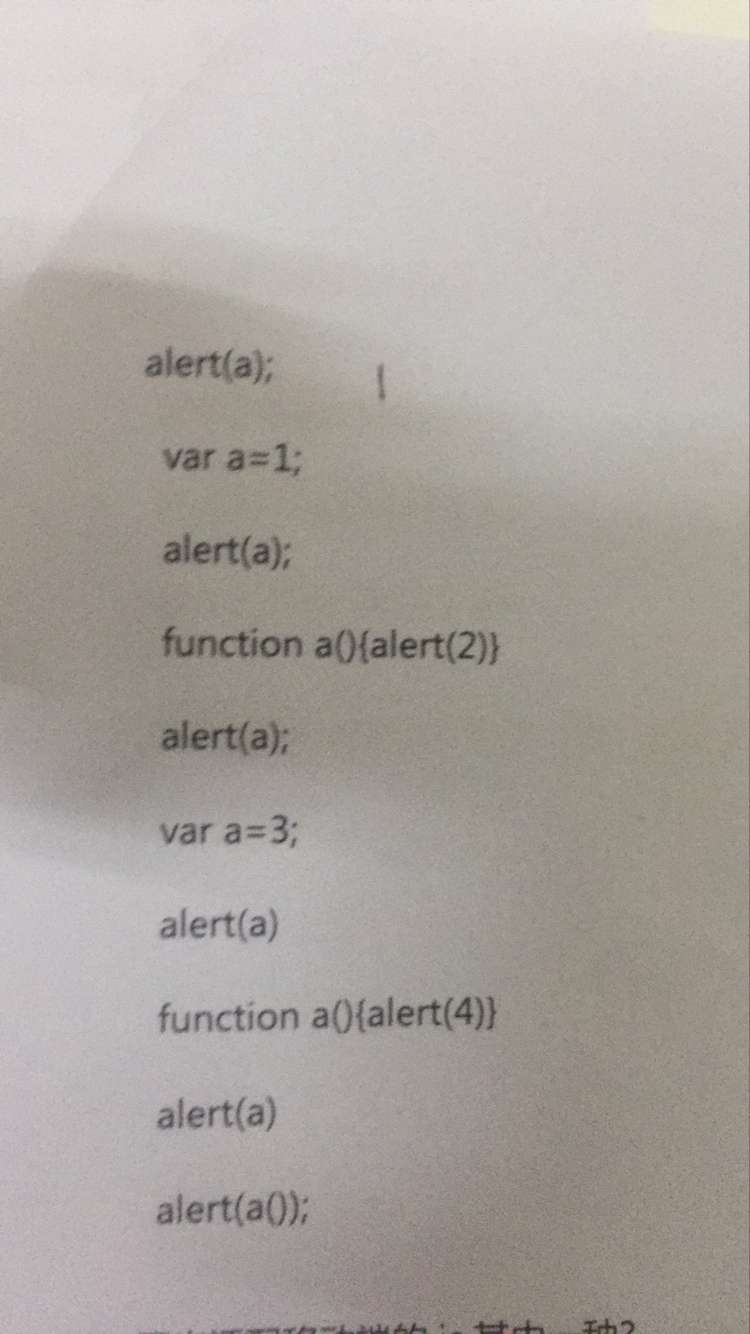 alert(a);
var a=1;
alert(a);
function a(){alert(2)}
alert(a);
var a=3;
alert(a)
function a(){alert(4)}
alert(a)
alert(a());